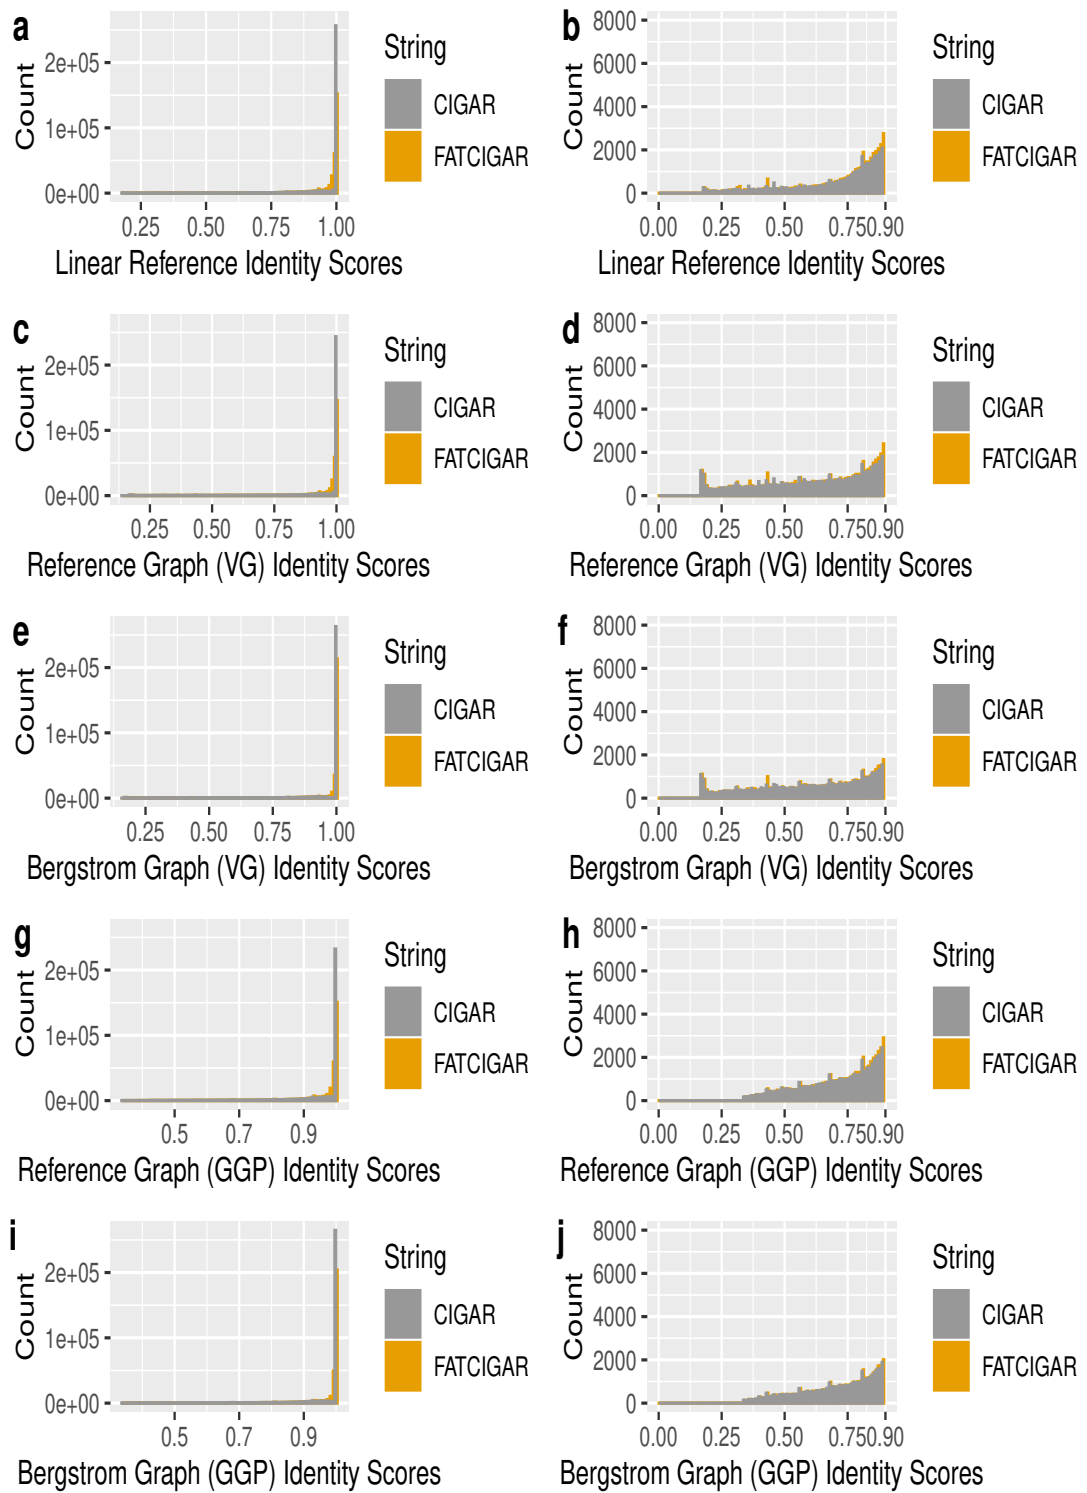 a
Count
2e+05
1e+05
0e+00
0.25 0.50 0.75 1.00
Linear Reference Identity Scores
String
CIGAR
FATCIGAR
b
Count
8000
6000
4000
2000
0
0.00 0.25 0.50 0.750.90
Linear Reference Identity Scores
String
CIGAR
FATCIGAR
c
Count
2e+05
1e+05
0e+00
0.25 0.50 0.75 1.00
Reference Graph (VG) Identity Scores
String
CIGAR
FATCIGAR
d
Count
8000
6000
4000
2000
0
0.00 0.25 0.50 0.750.90
Reference Graph (VG) Identity Scores
String
CIGAR
FATCIGAR
e
Count
2e+05
1e+05
0e+00
0.25 0.50 0.75 1.00
Bergstrom Graph (VG) Identity Scores
String
CIGAR
FATCIGAR
f
Count
8000
6000
4000
2000
0
0.00 0.25 0.50 0.750.90
Bergstrom Graph (VG) Identity Scores
String
CIGAR
FATCIGAR
g
Count
2e+05
1e+05
0e+00
0.5 0.7 0.9
Reference Graph (GGP) Identity Scores
String
CIGAR
FATCIGAR
h
Count
8000
6000
4000
2000
0
0.00 0.25 0.50 0.750.90
Reference Graph (GGP) Identity Scores
String
CIGAR
FATCIGAR
i
Count
2e+05
1e+05
0e+00
0.5 0.7 0.9
Bergstrom Graph (GGP) Identity Scores
String
CIGAR
FATCIGAR
j
Count
8000
6000
4000
2000
0
0.00 0.25 0.50 0.750.90
Bergstrom Graph (GGP) Identity Scores
String
CIGAR
FATCIGAR